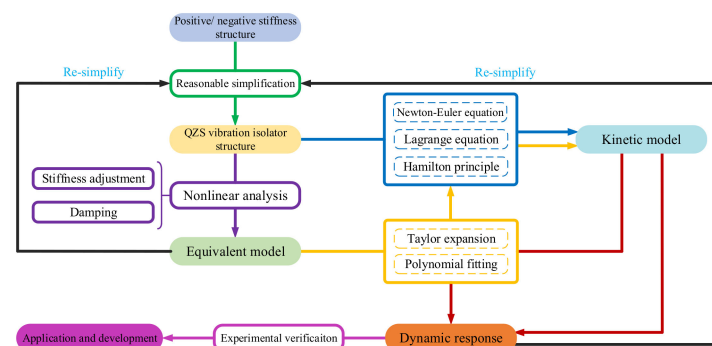 Positive/ negative stiffness
structure
Re-simplify
Re-simplify
Reasonable simplification
Newton-Euler equation
QZS vibration isolator
structure
Lagrange equation
Kinetic model
Hamilton principle
Stiffness adjustment
Nonlinear analysis
Damping
Taylor expansion
Equivalent model
Polynomial fitting
Application and development
Experimental verificaiton
Dynamic response